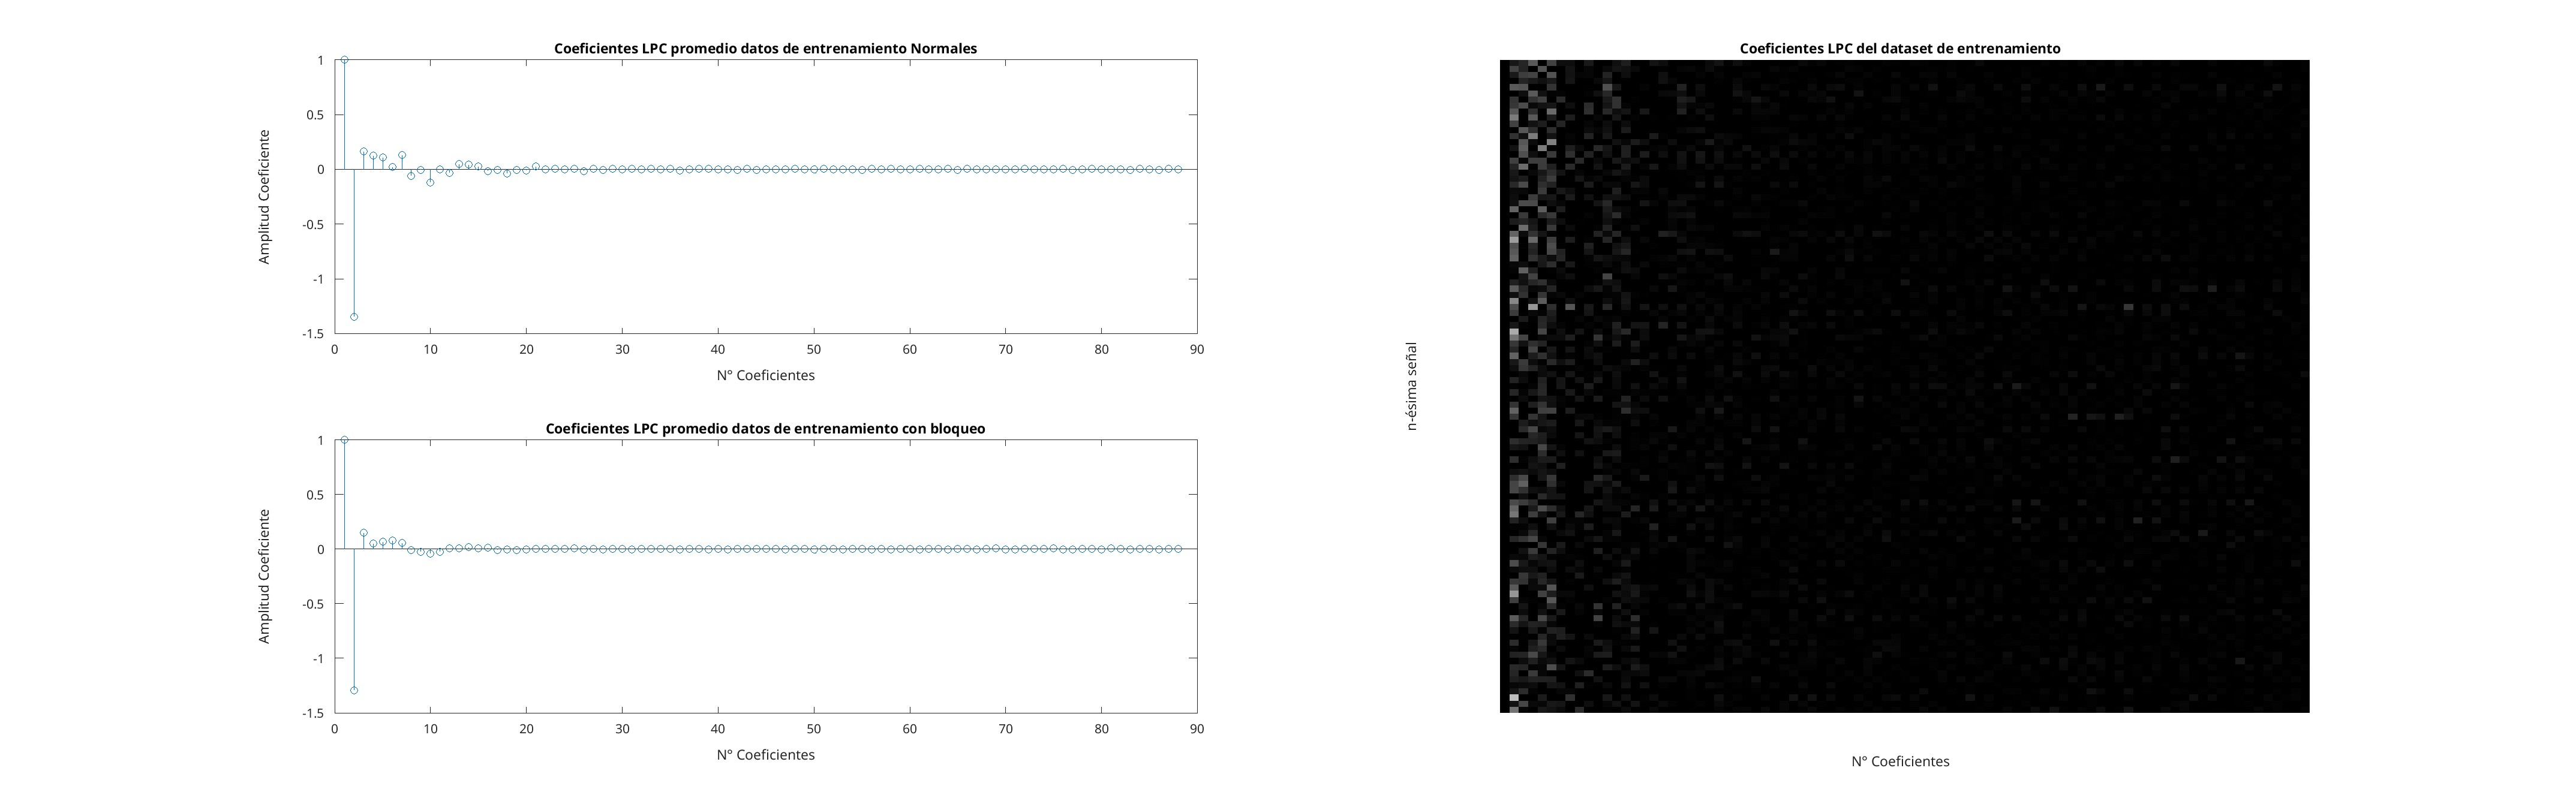 Coeficientes LPC promedio datos de entrenamiento Normales
1
0.5
0
-0.5
-1
-1.5
Amplitud Coeficiente
0 10 20 30 40 50 60 70 80 90
N° Coeficientes
Coeficientes LPC promedio datos de entrenamiento con bloqueo
1
0.5
0
-0.5
-1
-1.5
Amplitud Coeficiente
0 10 20 30 40 50 60 70 80 90
N° Coeficientes
Coeficientes LPC del dataset de entrenamiento
n-ésima señal
N° Coeficientes